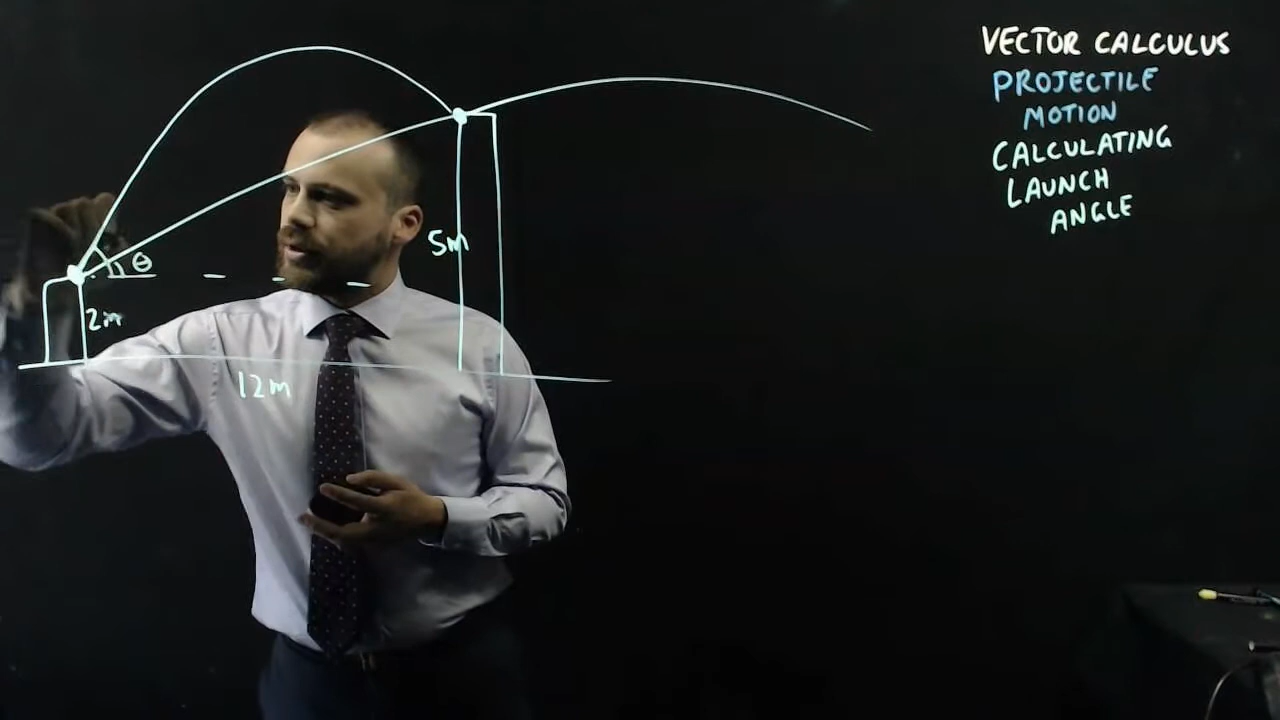 VECTOR CALCULUS
PROJECTILE
MOTION
CALCULATING
LAUNCH
ANGLE
5m
θ
2m
12m